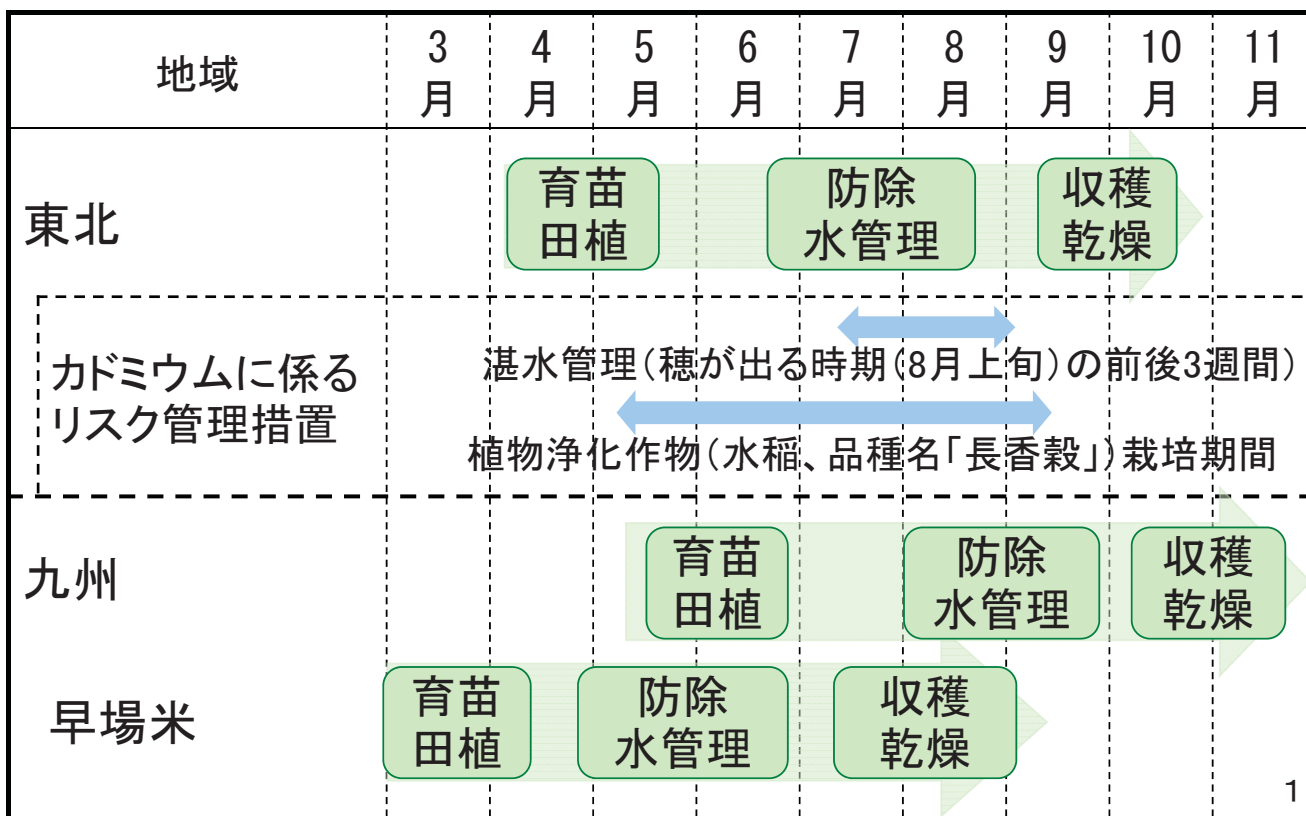 地域
3月
4月
5月
6月
7月
8月
9月
10月
11月
東北
育苗
田植
防除
水管理
収穫
乾燥
カドミウムに係る
リスク管理措置
湛水管理(穂が出る時期(8月上旬)の前後3週間)
植物浄化作物(水稲、品種名「長香穀」)栽培期間
九州
育苗
田植
防除
水管理
収穫
乾燥
早場米
育苗
田植
防除
水管理
収穫
乾燥
1